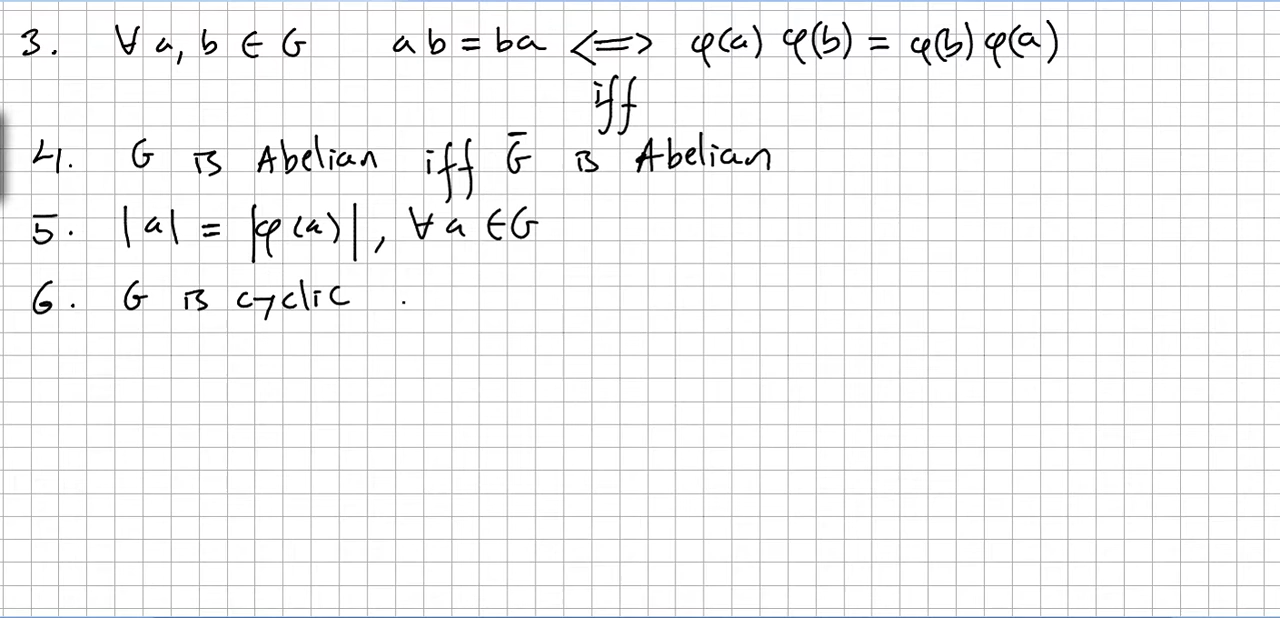 3. ∀ a, b ∈ G ab = ba <=> φ(a) φ(b) = φ(b) φ(a)
iff
4. G is Abelian iff G̅ is Abelian
5. |a| = |φ(a)|, ∀ a ∈ G
6. G is cyclic .